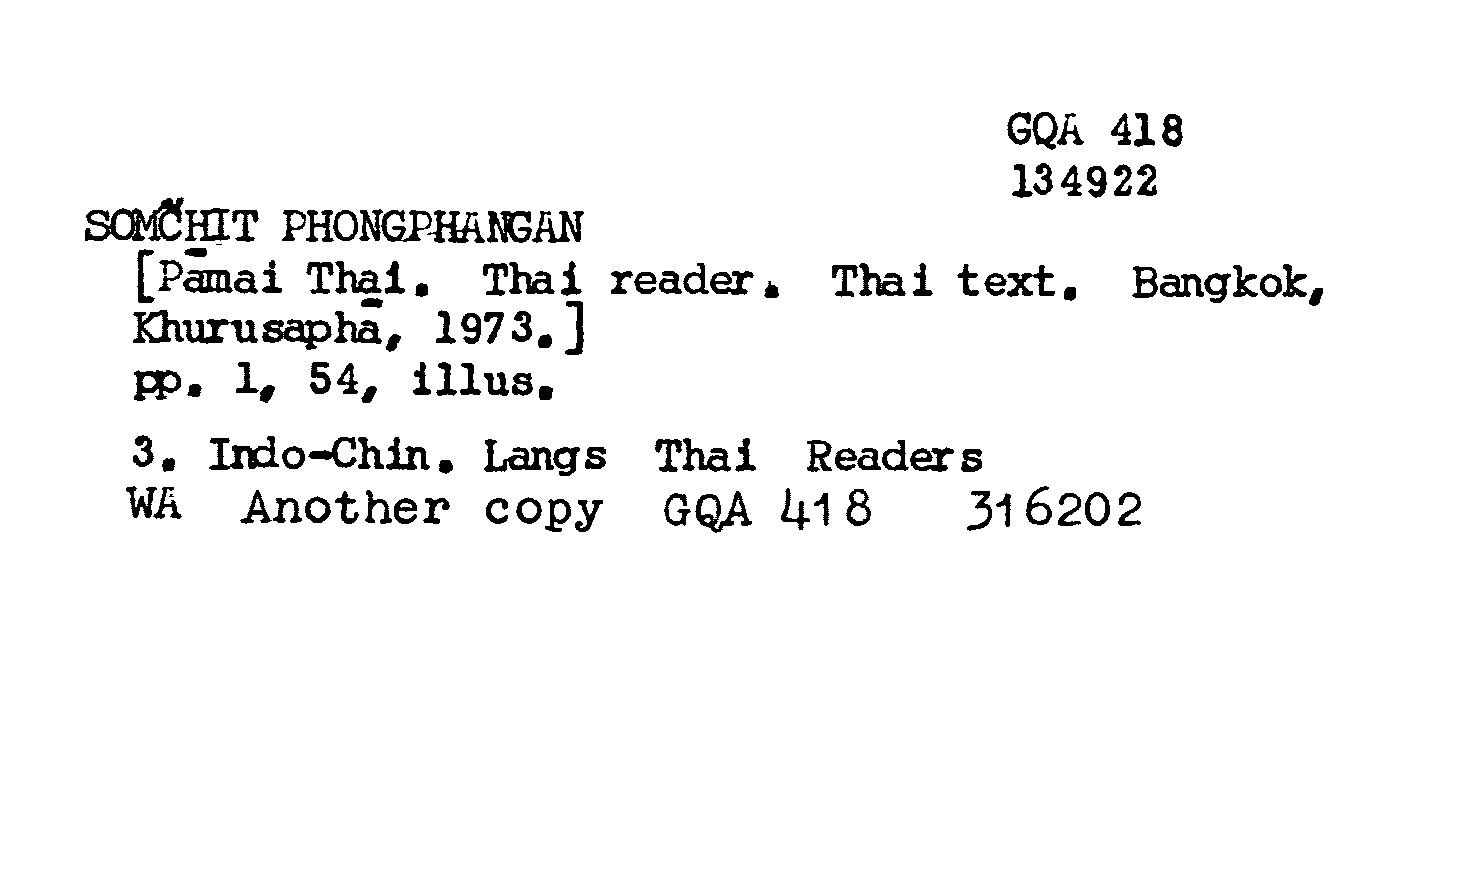 GQA 418
134922
SOMČHIT PHONGPHANGAN
[Pāmai Thai. Thai reader. Thai text. Bangkok,
Khurusaphā, 1973.]
pp. 1, 54, illus.
3. Indo-Chin. Langs Thai Readers
WA Another copy GQA 418 316202